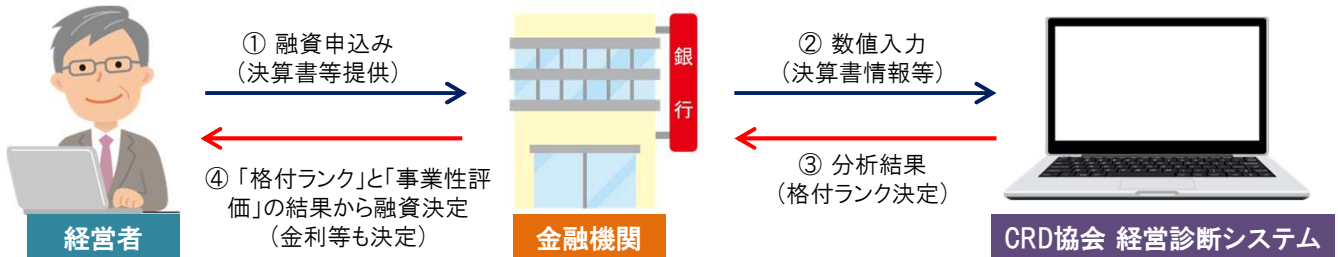 ① 融資申込み
（決算書等提供）
④ 「格付ランク」と「事業性評
価」の結果から融資決定
（金利等も決定）
経営者
銀
行
金融機関
② 数値入力
（決算書情報等）
③ 分析結果
（格付ランク決定）
CRD協会 経営診断システム